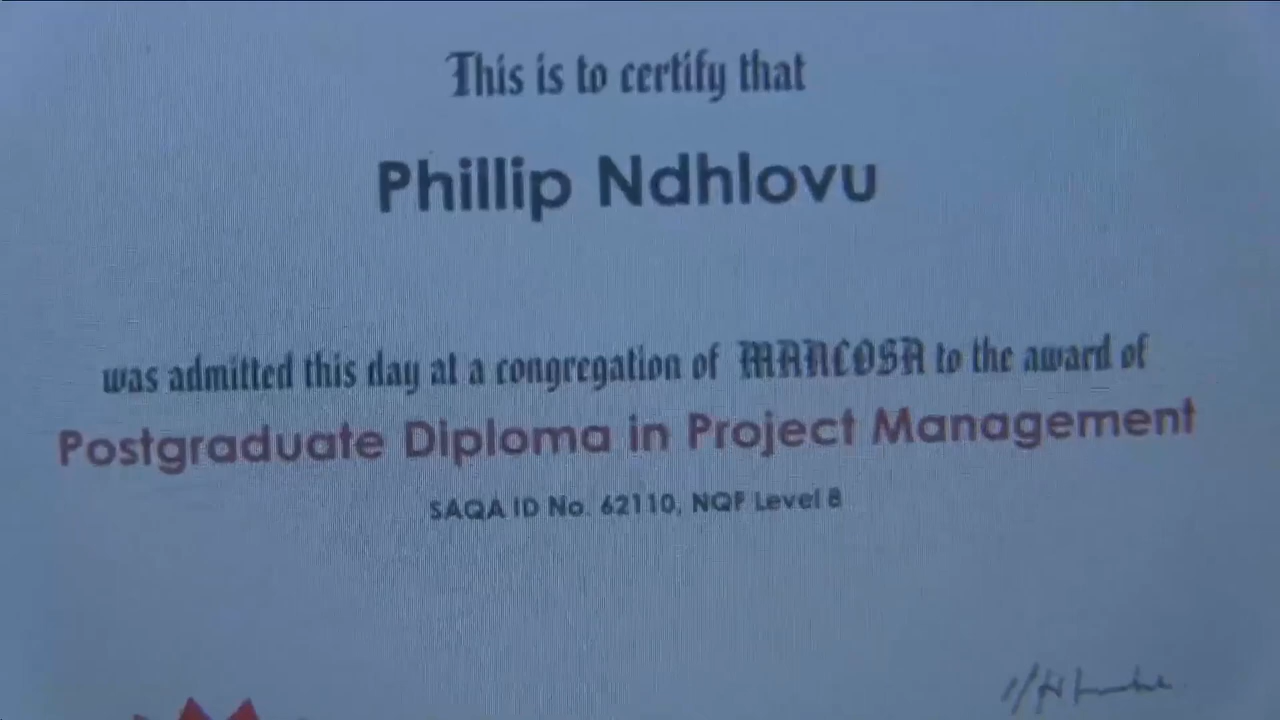 This is to certify that
Phillip Ndhlovu
was admitted this day at a congregation of MANCOSA to the award of
Postgraduate Diploma in Project Management
SAQA ID No. 62110, NQF Level 8